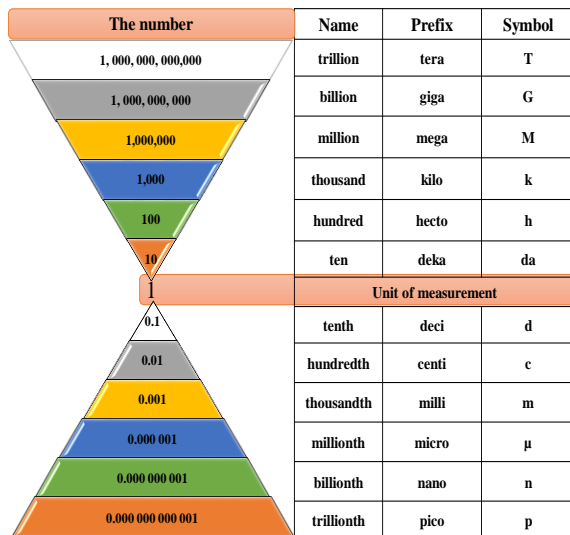 The number Name Prefix Symbol
1, 000, 000, 000,000 trillion tera T
1, 000, 000, 000 billion giga G
1,000,000 million mega M
1,000 thousand kilo k
100 hundred hecto h
10 ten deka da
1 Unit of measurement
0.1 tenth deci d
0.01 hundredth centi c
0.001 thousandth milli m
0.000 001 millionth micro µ
0.000 000 001 billionth nano n
0.000 000 000 001 trillionth pico p